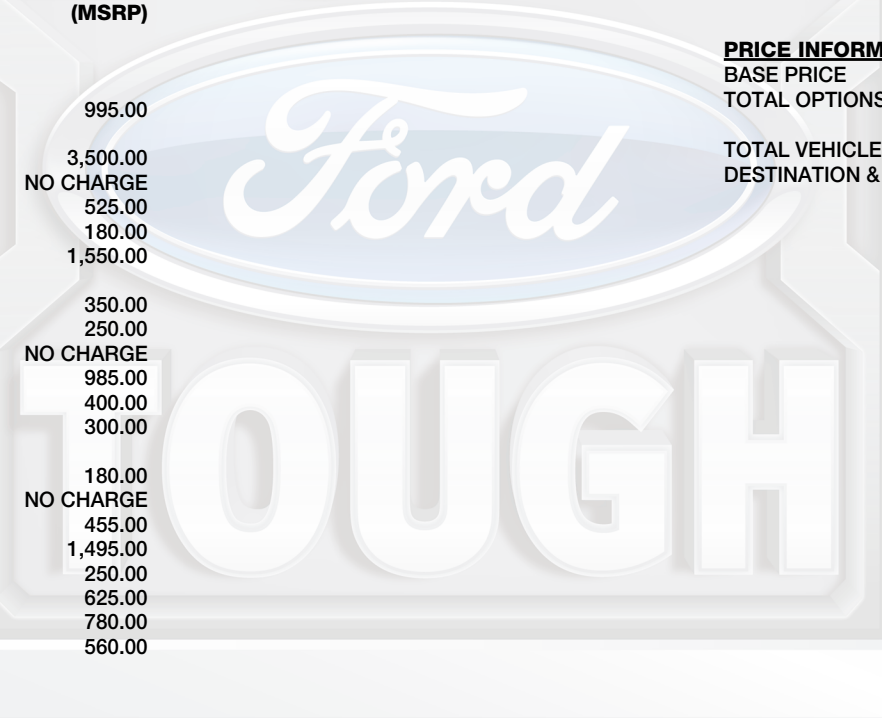 (MSRP)
995.00
3,500.00
NO CHARGE
525.00
180.00
1,550.00
350.00
250.00
NO CHARGE
985.00
400.00
300.00
180.00
NO CHARGE
455.00
1,495.00
250.00
625.00
780.00
560.00
PRICE INFORM
BASE PRICE
TOTAL OPTIONS
TOTAL VEHICLE
DESTINATION &
Ford
TOUGH